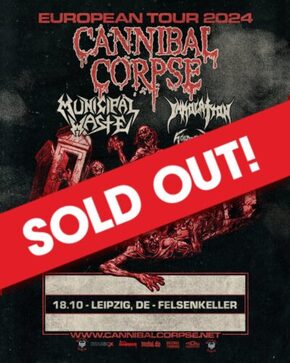 EUROPEAN TOUR 2024
CANNIBAL
CORPSE
MUNICIPAL
WASTE
IMMOLATION
SOLD OUT!
18.10 - LEIPZIG, DE - FELSENKELLER
WWW.CANNIBALCORPSE.NET